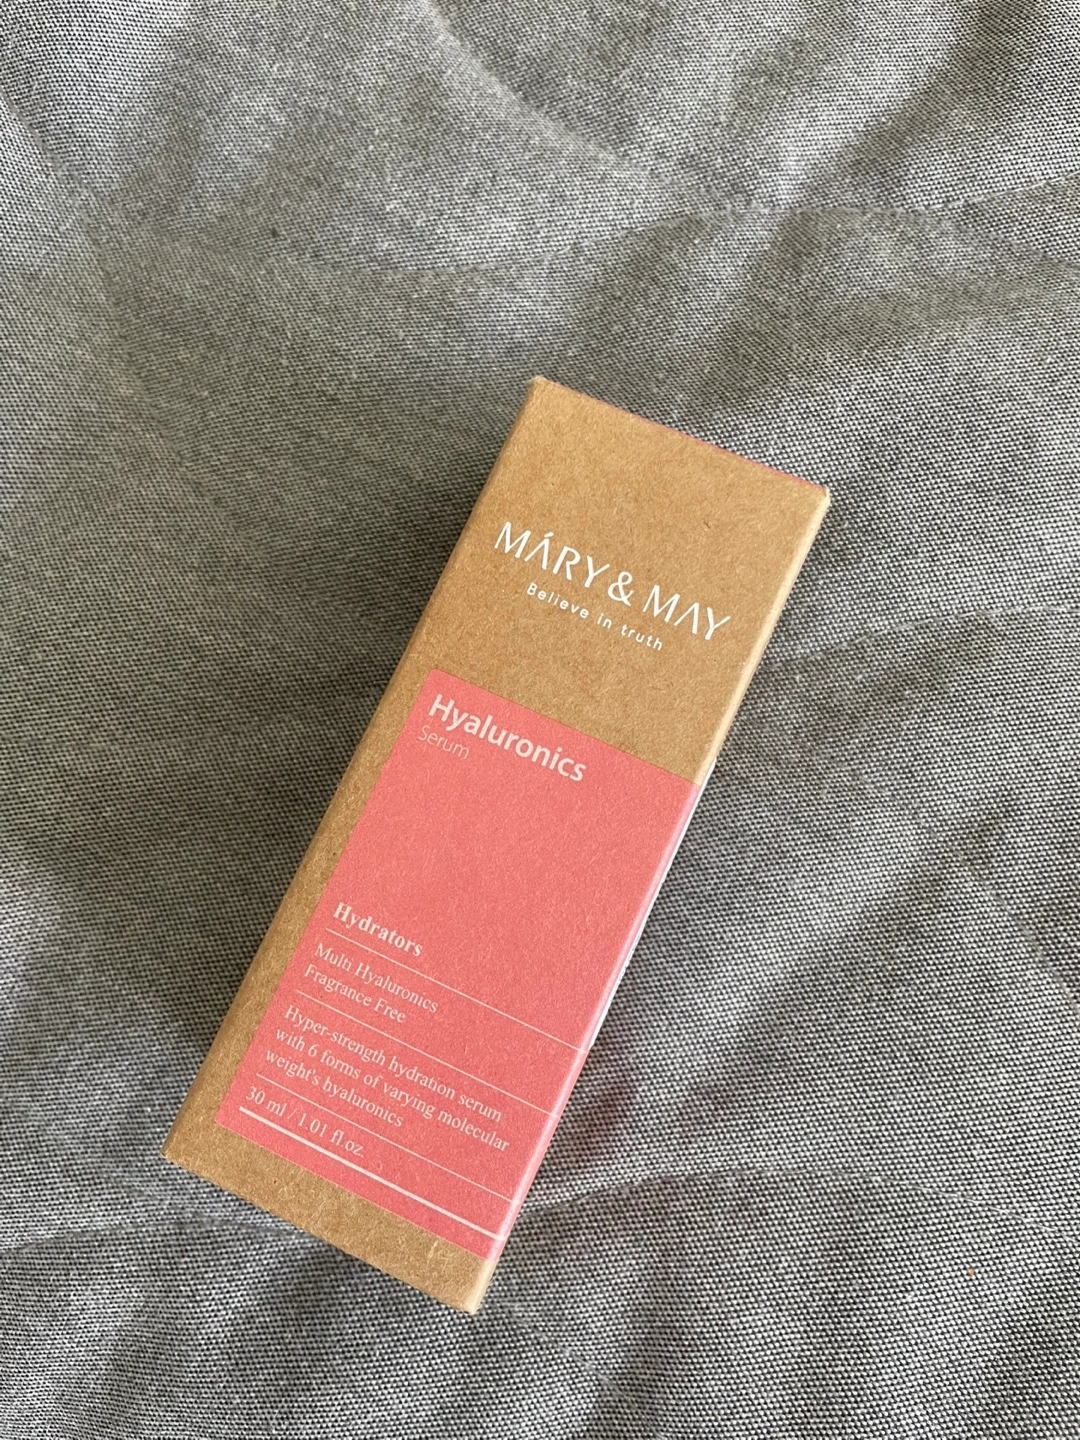 MÁRY & MAY
Believe in truth
Hyaluronics
Serum
Hydrators
Multi Hyaluronics
Fragrance Free
Hyper-strength hydration serum
with 6 forms of varying molecular
weight's hyaluronics
30 ml / 1.01 fl.oz